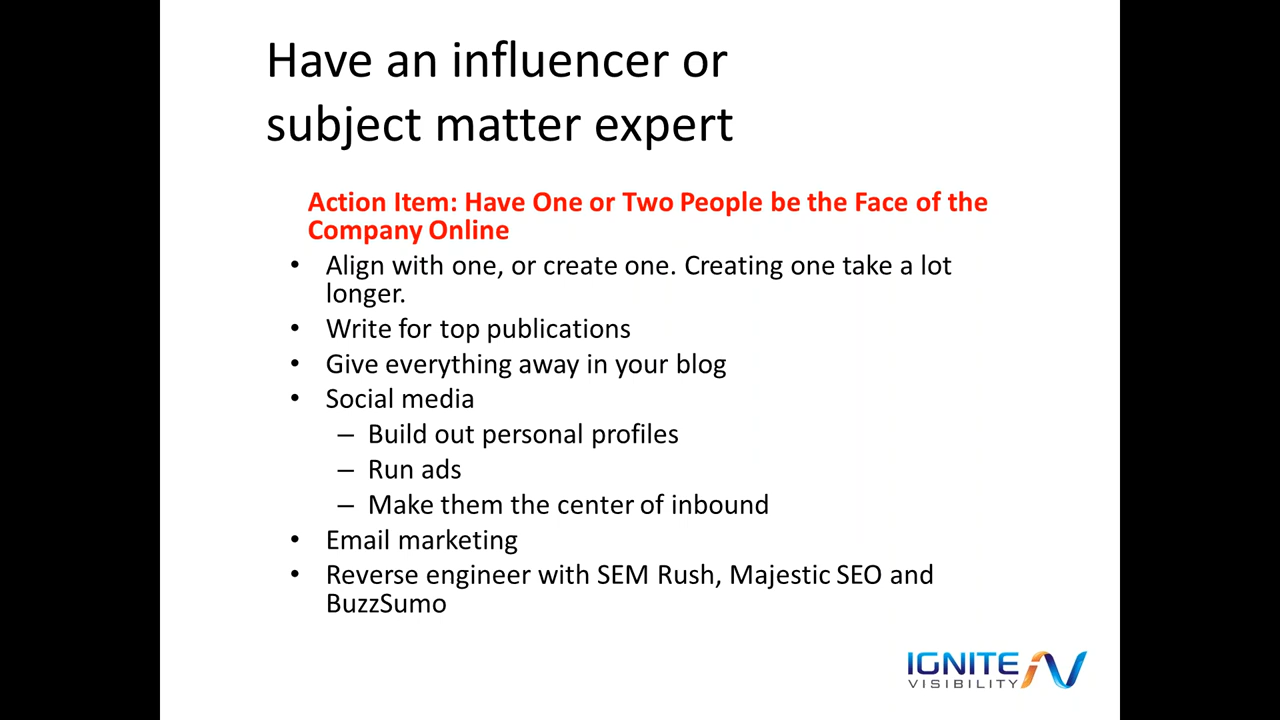 Have an influencer or
subject matter expert
Action Item: Have One or Two People be the Face of the
Company Online
• Align with one, or create one. Creating one take a lot
longer.
• Write for top publications
• Give everything away in your blog
• Social media
– Build out personal profiles
– Run ads
– Make them the center of inbound
• Email marketing
• Reverse engineer with SEM Rush, Majestic SEO and
BuzzSumo
IGNITE
VISIBILITY